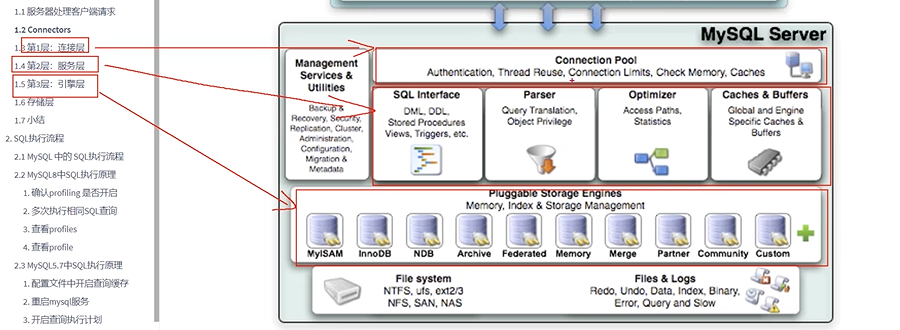 1.1 服务器处理客户端请求
1.2 Connectors
1.3 第1层：连接层
1.4 第2层：服务层
1.5 第3层：引擎层
1.6 存储层
1.7 小结
2. SQL执行流程
2.1 MySQL 中的 SQL执行流程
2.2 MySQL8中SQL执行原理
1. 确认profiling 是否开启
2. 多次执行相同SQL查询
3. 查看profiles
4. 查看profile
2.3 MySQL5.7中SQL执行原理
1. 配置文件中开启查询缓存
2. 重启mysql服务
3. 开启查询执行计划
MySQL Server
Management
Services &
Utilities
Backup &
Recovery, Security,
Replication, Cluster,
Administration,
Configuration,
Migration &
Metadata
Connection Pool
Authentication, Thread Reuse, Connection Limits, Check Memory, Caches
SQL Interface
DML, DDL,
Stored Procedures
Views, Triggers, etc.
Parser
Query Translation,
Object Privilege
Optimizer
Access Paths,
Statistics
Caches & Buffers
Global and Engine
Specific Caches &
Buffers
Pluggable Storage Engines
Memory, Index & Storage Management
MyISAM InnoDB NDB Archive Federated Memory Merge Partner Community Custom
File system
NTFS, ufs, ext2/3
NFS, SAN, NAS
Files & Logs
Redo, Undo, Data, Index, Binary,
Error, Query and Slow